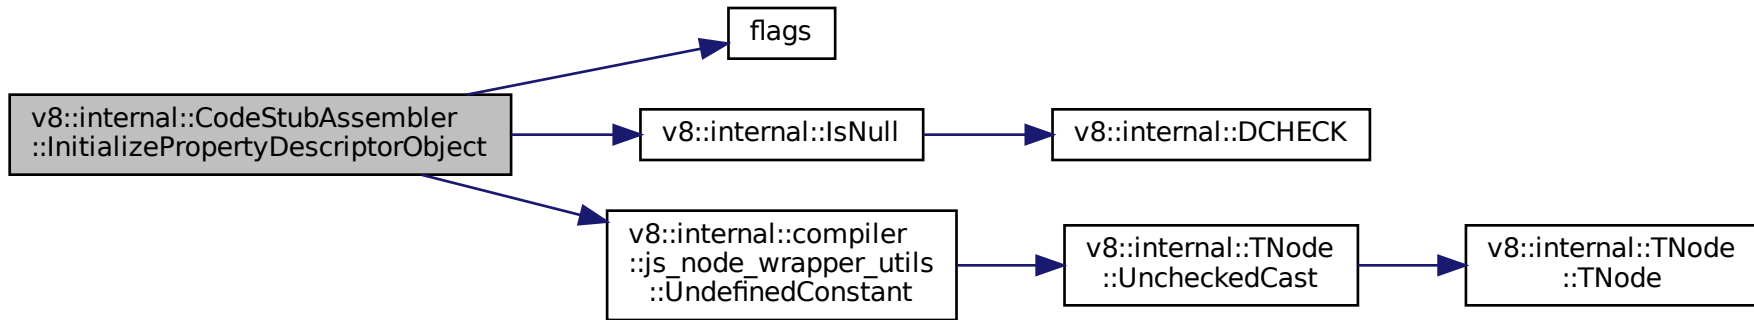 flags
v8::internal::CodeStubAssembler
::InitializePropertyDescriptorObject
v8::internal::IsNull
v8::internal::DCHECK
v8::internal::compiler
::js_node_wrapper_utils
::UndefinedConstant
v8::internal::TNode
::UncheckedCast
v8::internal::TNode
::TNode